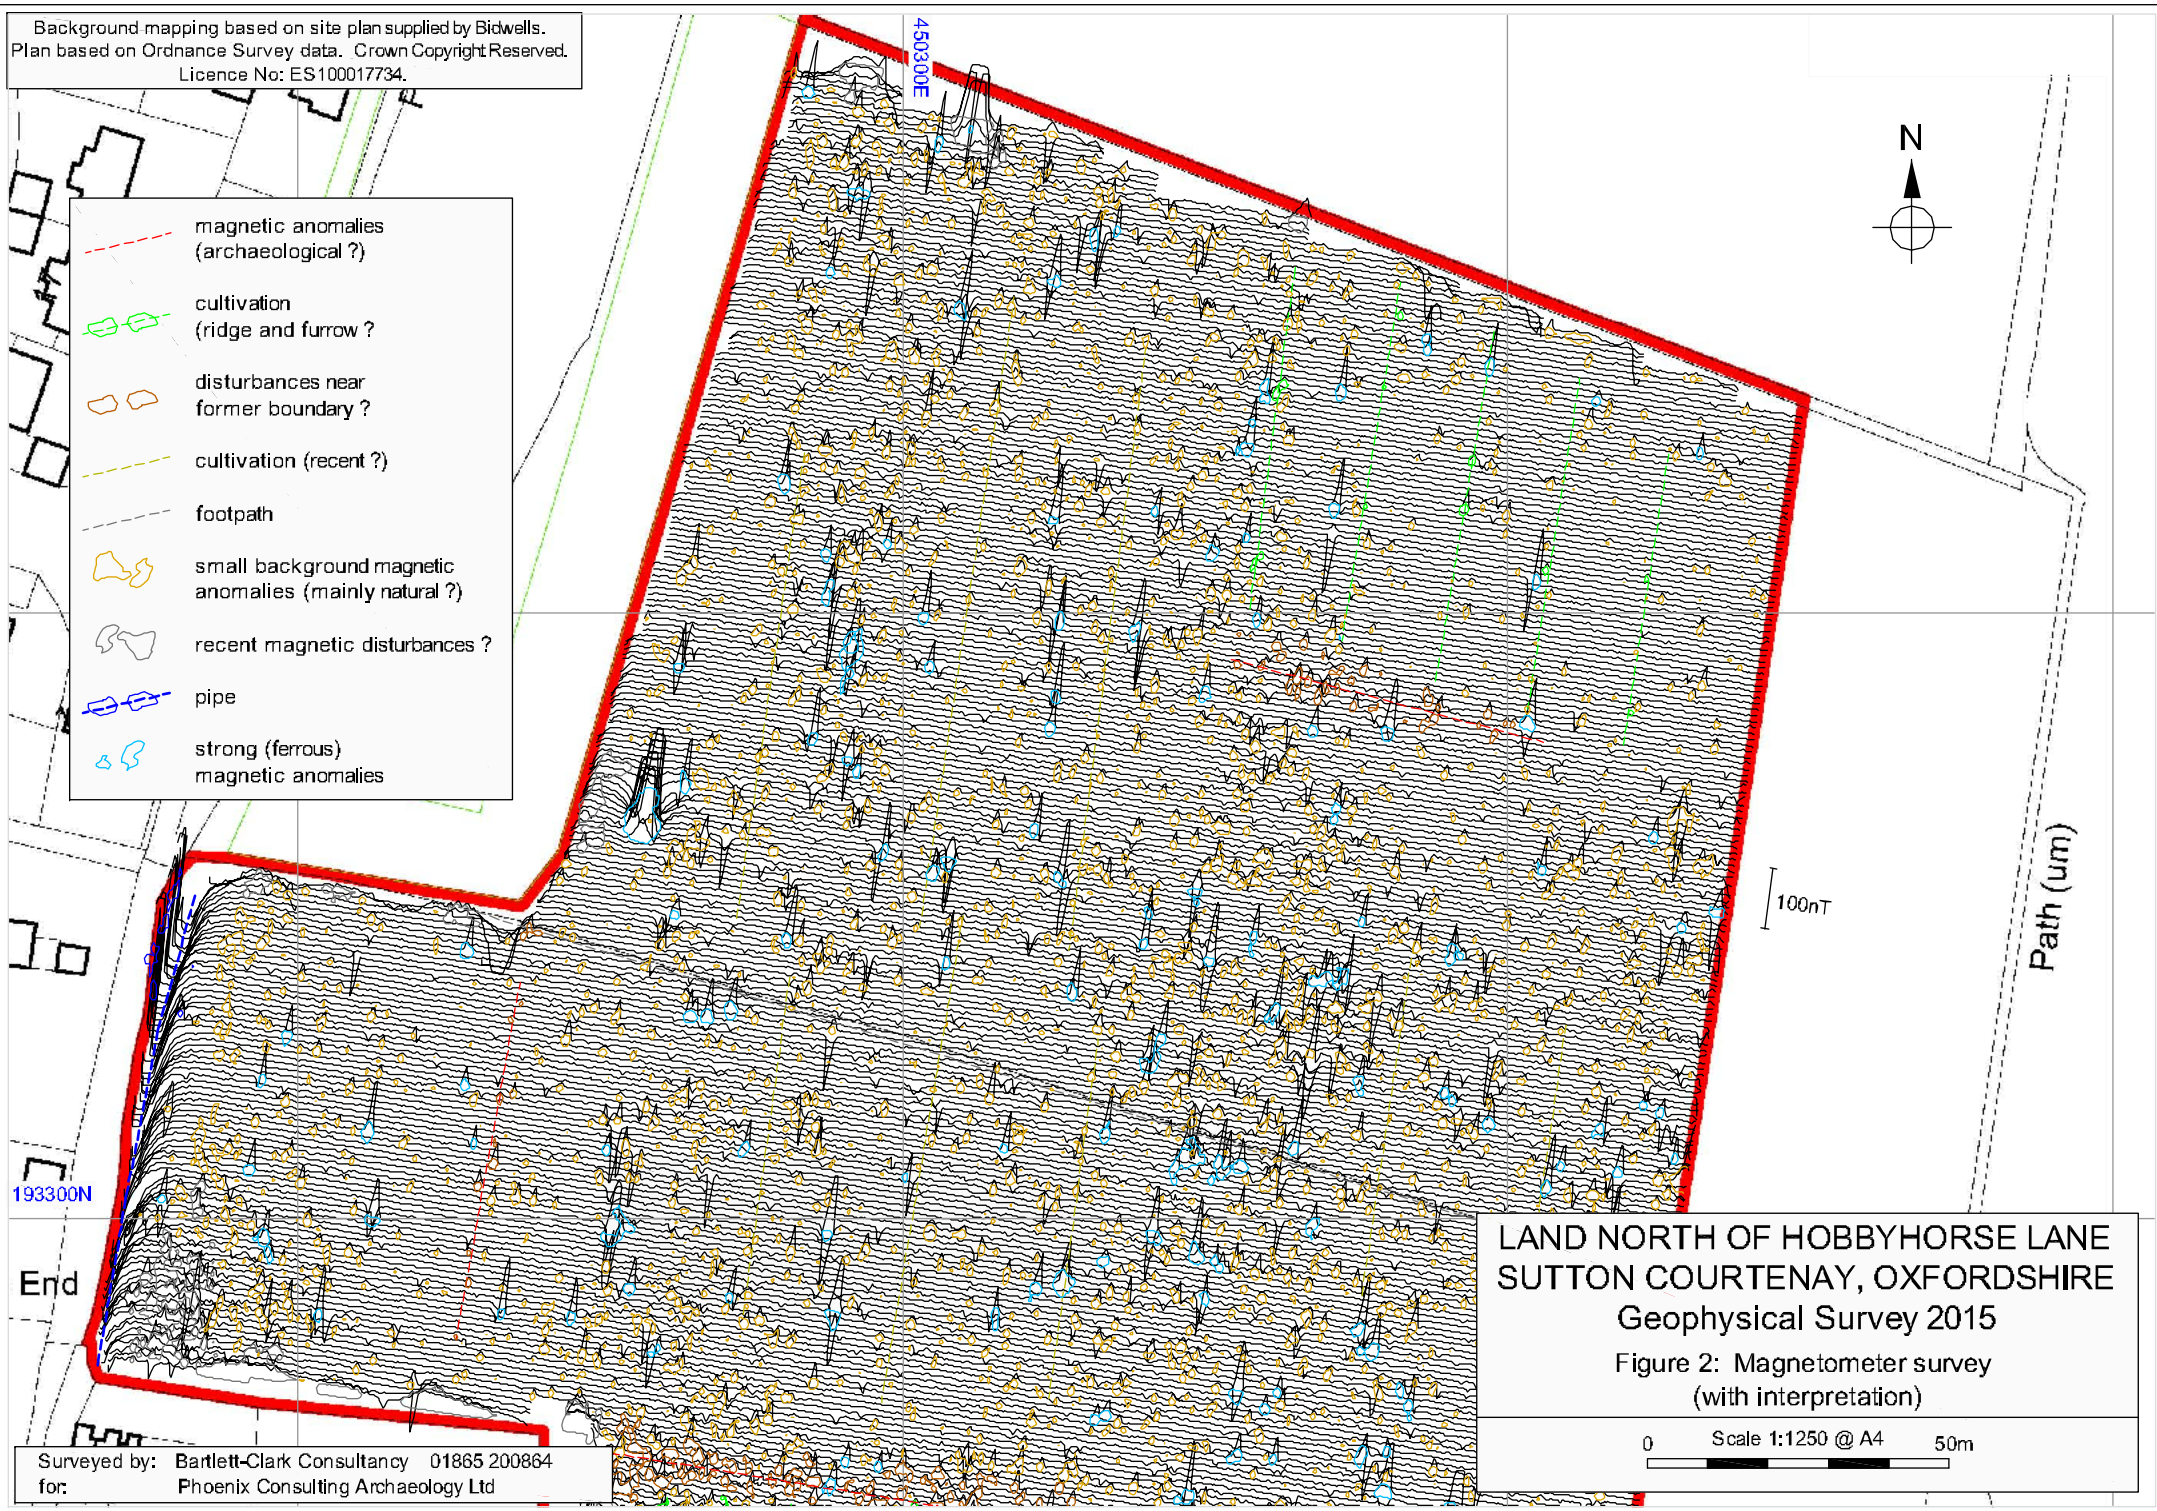 Background mapping based on site plan supplied by Bidwells.
Plan based on Ordnance Survey data.  Crown Copyright Reserved.
Licence No: ES100017734.
450300E
N
magnetic anomalies
(archaeological ?)
cultivation
(ridge and furrow ?
disturbances near
former boundary ?
cultivation (recent ?)
footpath
small background magnetic
anomalies (mainly natural ?)
recent magnetic disturbances ?
pipe
strong (ferrous)
magnetic anomalies
100nT
Path (um)
193300N
End
LAND NORTH OF HOBBYHORSE LANE
SUTTON COURTENAY, OXFORDSHIRE
Geophysical Survey 2015
Figure 2:  Magnetometer survey
(with interpretation)
0 Scale 1:1250 @ A4 50m
Surveyed by: Bartlett-Clark Consultancy 01865 200864
for: Phoenix Consulting Archaeology Ltd